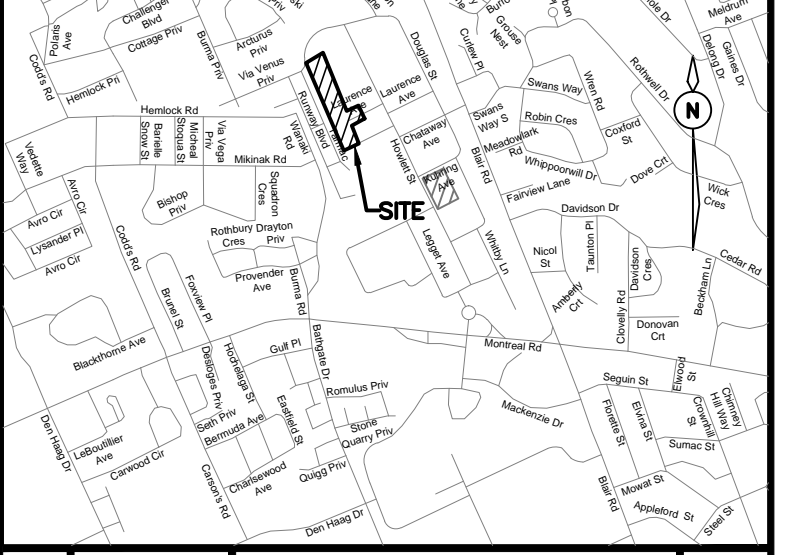 Challenger
Blvd
Cottage Priv
Polaris
Ave
Codd's Rd
Hemlock Pri
Burma Priv
Arcturus
Priv
Via Venus
Priv
Douglas St
Curlew Pl
Grouse
Nest
Rothwell Dr
Delong Dr
Gaines Dr
Meldrum
Ave
Swans Way
Wren Rd
N
Hemlock Rd
Runway Blvd
Laurence
Ave
Swans
Way S
Robin Cres
Coxford
St
Vedette
Way
Barielle
Snow St
Micheal
Stoqua St
Via Vega
Priv
Wanaki
Rd
Mikinak Rd
Chataway
Ave
Howlett St
Blair Rd
Meadowlark
Rd
Whippoorwill Dr
Dove Crt
Fairview Lane
Wick
Cres
Avro Cir
Avro Cir
Lysander Pl
Avro Cir
Bishop
Priv
Squadron
Cres
SITE
Kulning
Ave
Davidson Dr
Codd's Rd
Rothbury
Cres
Drayton
Priv
Provender
Ave
Burma Rd
Legget Ave
Whitby Ln
Nicol
St
Taunton Pl
Davidson
Cres
Cedar Rd
Beckham Ln
Amberly
Crt
Clovelly Rd
Donovan
Crt
Brunel St
Foxview Pl
Blackthorne Ave
Desloges Priv
Hochelaga St
Gulf Pl
Bathgate Dr
Montreal Rd
Romulus Priv
Seguin St
Elwood
St
Den Haag Dr
LeBoutillier
Ave
Carwood Cir
Seth Priv
Bermuda Ave
Eastfield St
Stone
Quarry Priv
Mackenzie Dr
Florette St
Elvina St
Crownhill
St
Chimney
Hill Way
Sumac St
Carson's Rd
Charlsewood
Ave
Quigg Priv
Den Haag Dr
Blair Rd
Mowat St
Appleford St
Steel St